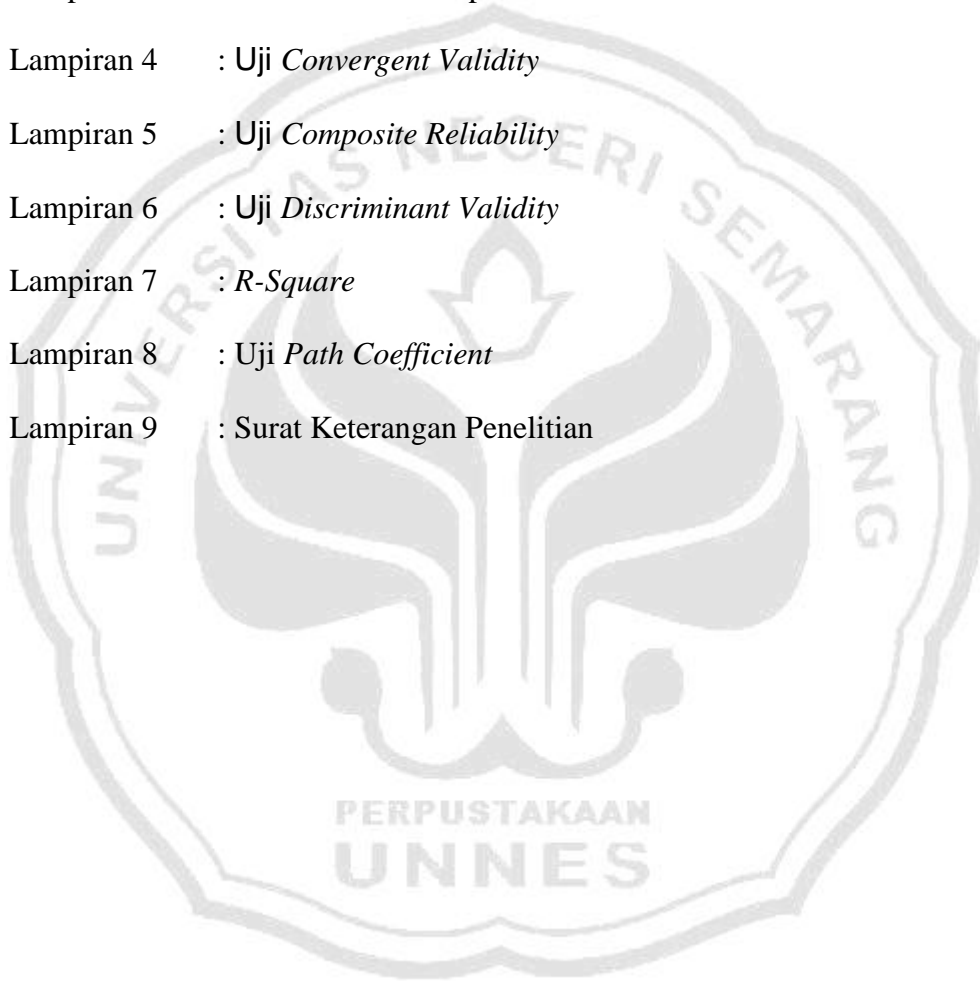 Lampiran 4 : Uji Convergent Validity
Lampiran 5 : Uji Composite Reliability
Lampiran 6 : Uji Discriminant Validity
Lampiran 7 : R-Square
Lampiran 8 : Uji Path Coefficient
Lampiran 9 : Surat Keterangan Penelitian
UNIVERSITAS NEGERI SEMARANG
PERPUSTAKAAN
UNNES